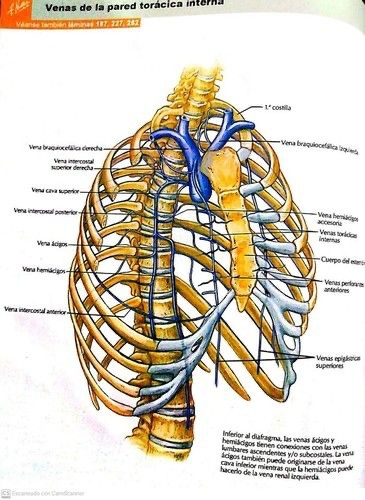 Venas de la pared torácica interna
Véanse también láminas 187, 227, 262
1.ª costilla
Vena braquiocefálica derecha
Vena braquiocefálica izquierda
Vena intercostal
superior derecha
Vena cava superior
Vena intercostal posterior
Vena hemiácigos
accesoria
Venas torácicas
internas
Vena ácigos
Cuerpo del
Vena hemiácigos
Venas
anteriores
Vena intercostal anterior
Venas epigástricas
superiores
Inferior al diafragma, las venas ácigos y
hemiácigos tienen conexiones con las venas
lumbares ascendentes y/o subcostales. La vena
ácigos también puede originarse de la vena
cava inferior mientras que la hemiácigos puede
hacerlo de la vena renal izquierda.
CS Escaneado con CamScanner